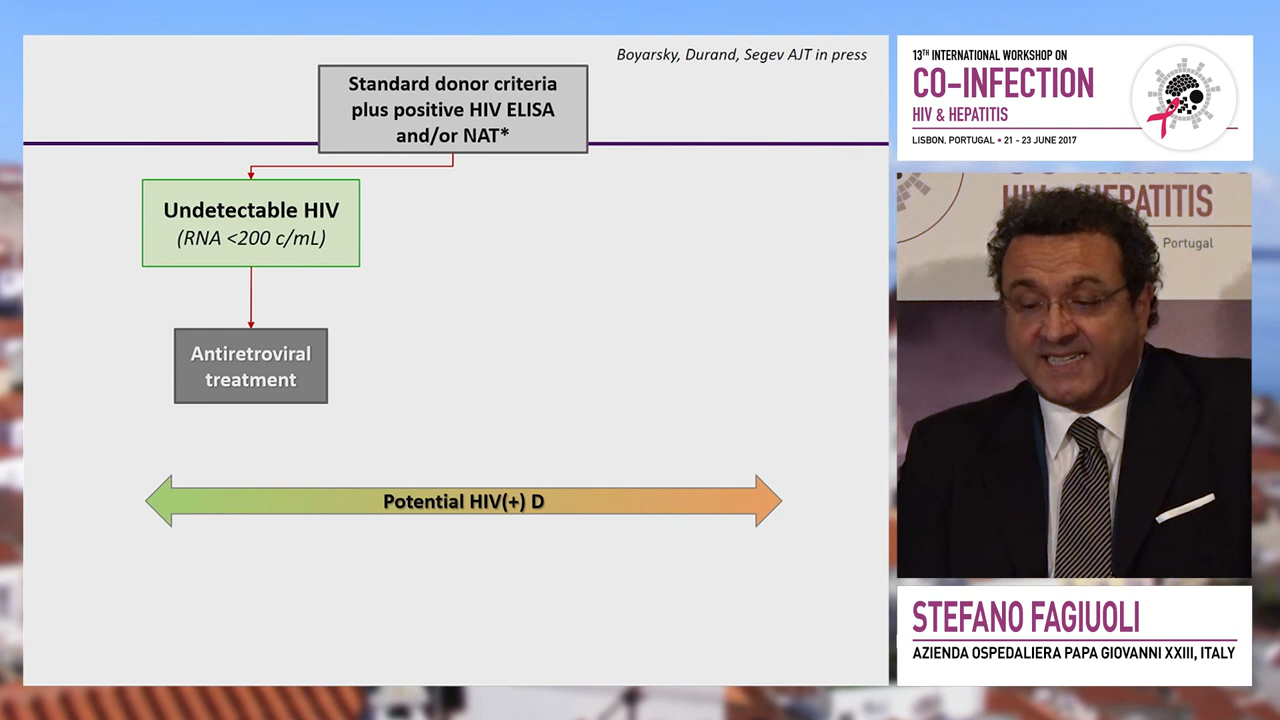 Boyarsky, Durand, Segev AJT in press
Standard donor criteria
plus positive HIV ELISA
and/or NAT*
Undetectable HIV
(RNA <200 c/mL)
Antiretroviral
treatment
Potential HIV(+) D
13TH INTERNATIONAL WORKSHOP ON
CO-INFECTION
HIV & HEPATITIS
LISBON, PORTUGAL • 21 - 23 JUNE 2017
Portugal
STEFANO FAGIUOLI
AZIENDA OSPEDALIERA PAPA GIOVANNI XXIII, ITALY